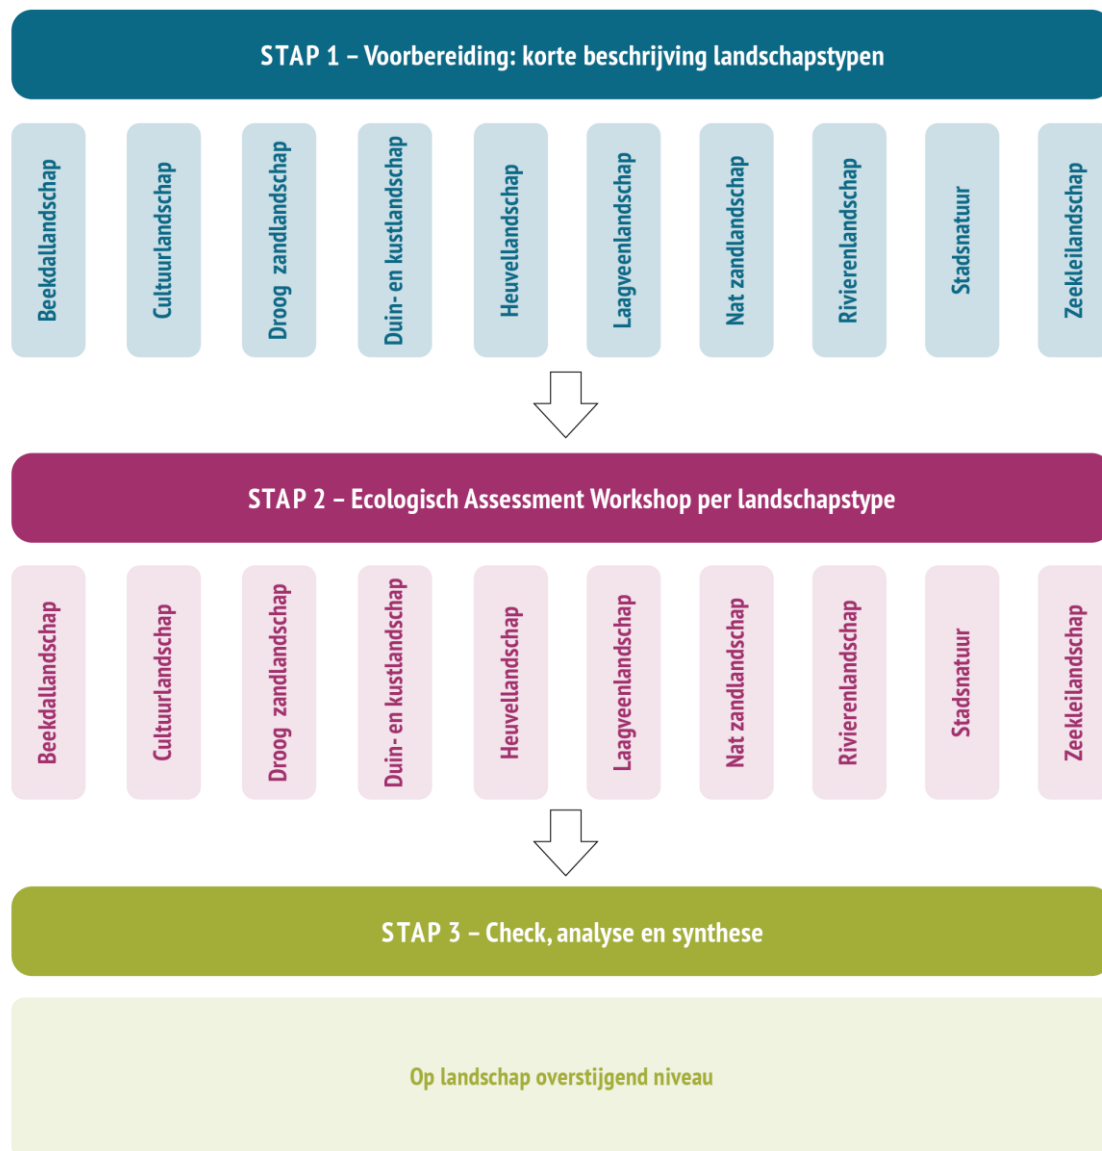 STAP 1 – Voorbereiding: korte beschrijving landschapstypen
Beekdallandschap
Cultuurlandschap
Droog zandlandschap
Duin- en kustlandschap
Heuvellandschap
Laagveenlandschap
Nat zandlandschap
Rivierenlandschap
Stadsnatuur
Zeekleilandschap
STAP 2 – Ecologisch Assessment Workshop per landschapstype
Beekdallandschap
Cultuurlandschap
Droog zandlandschap
Duin- en kustlandschap
Heuvellandschap
Laagveenlandschap
Nat zandlandschap
Rivierenlandschap
Stadsnatuur
Zeekleilandschap
STAP 3 – Check, analyse en synthese
Op landschap overstijgend niveau